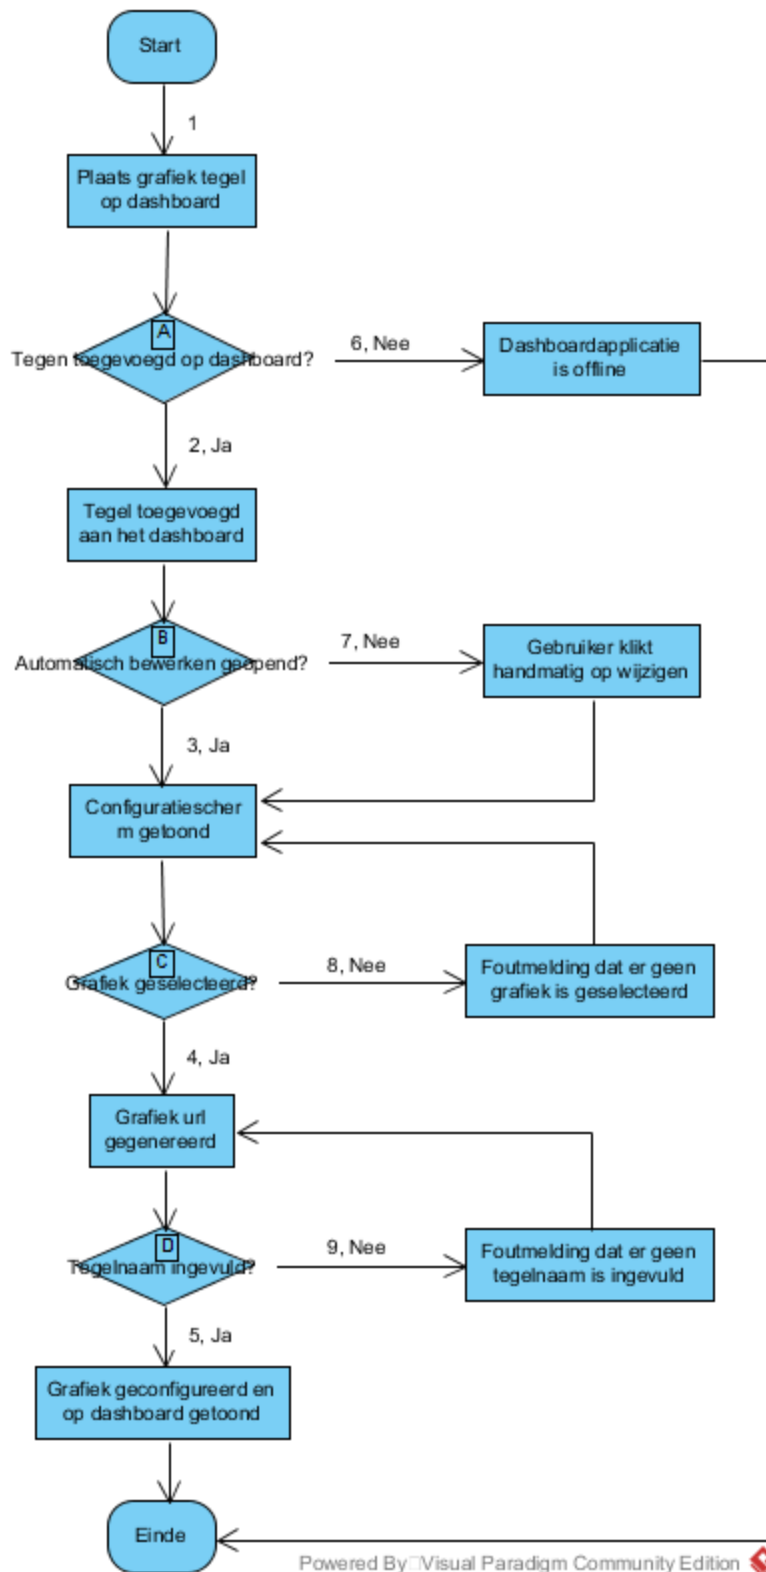 Start
1
Plaats grafiek tegel
op dashboard
A
Tegen toegevoegd op dashboard?
6, Nee
Dashboardapplicatie
is offline
2, Ja
Tegel toegevoegd
aan het dashboard
B
Automatisch bewerken geopend?
7, Nee
Gebruiker klikt
handmatig op wijzigen
3, Ja
Configuratiescher
m getoond
C
Grafiek geselecteerd?
8, Nee
Foutmelding dat er geen
grafiek is geselecteerd
4, Ja
Grafiek url
gegenereerd
D
Tegelnaam ingevuld?
9, Nee
Foutmelding dat er geen
tegelnaam is ingevuld
5, Ja
Grafiek geconfigureerd en
op dashboard getoond
Einde
Powered By Visual Paradigm Community Edition